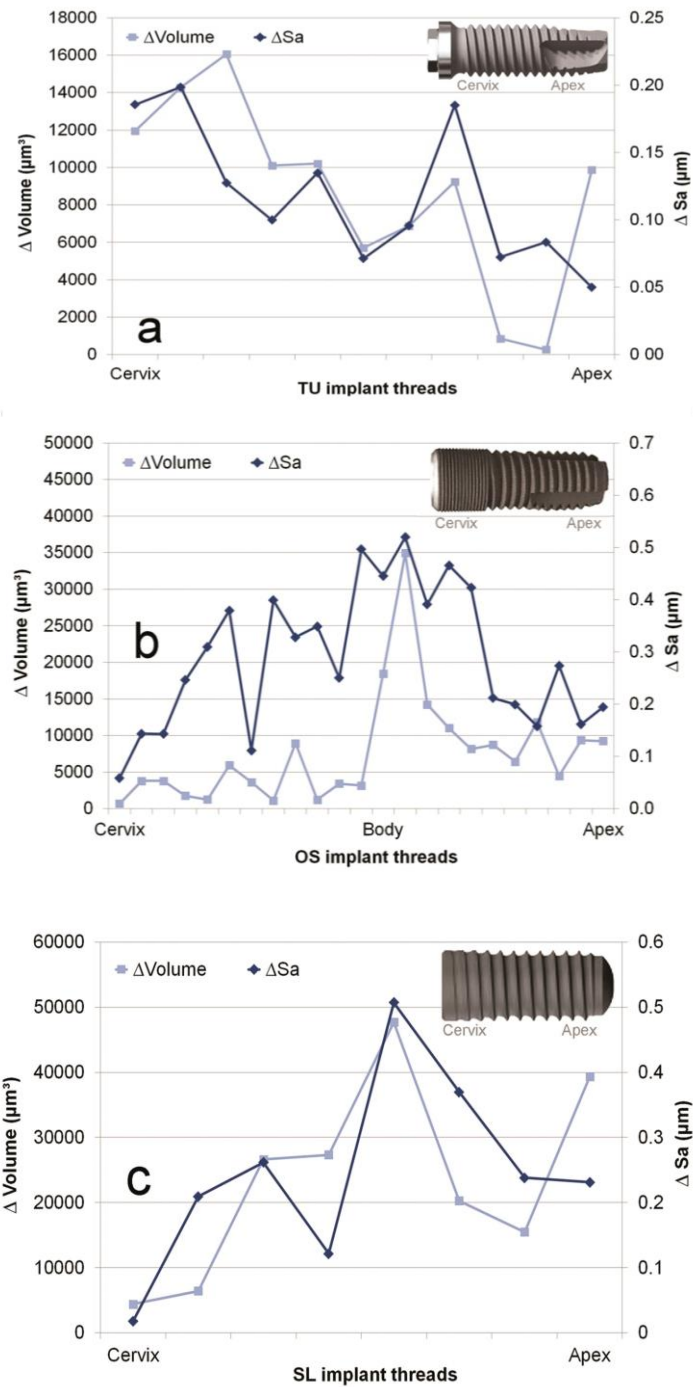 18000
16000
14000
12000
10000
8000
6000
4000
2000
0
Δ Volume (µm³)
ΔVolume
ΔSa
Cervix
Apex
0.25
0.20
0.15
0.10
0.05
0 00
Δ Sa (µm)
a
Cervix
Apex
TU implant threads
50000
45000
40000
35000
30000
25000
20000
15000
10000
5000
0
Δ Volume (µm³)
ΔVolume
ΔSa
Cervix
Apex
0.7
0.6
0.5
0.4
0.3
0.2
0.1
0.0
Δ Sa (µm)
b
Cervix
Body
Apex
OS implant threads
60000
50000
40000
30000
20000
10000
0
Δ Volume (µm³)
ΔVolume
ΔSa
Cervix
Apex
0.6
0.5
0.4
0.3
0.2
0.1
0
Δ Sa (µm)
c
Cervix
Apex
SL implant threads